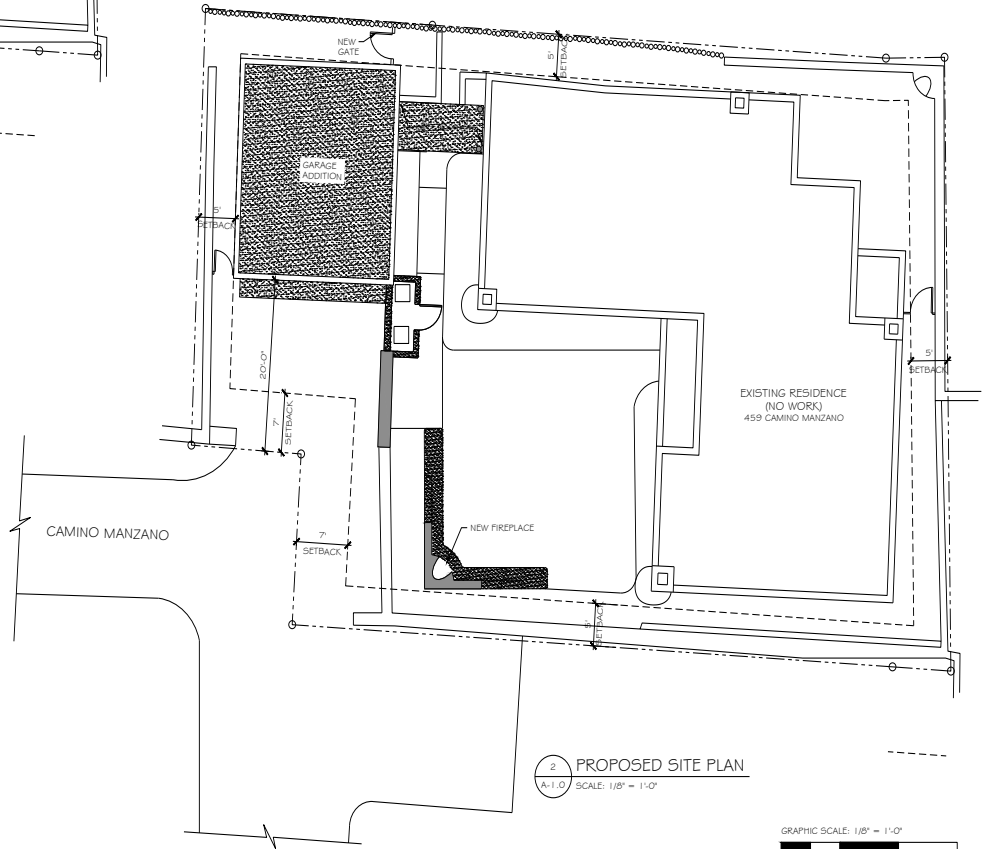 NEW
GATE
5'
SETBACK
GARAGE
ADDITION
5'
SETBACK
20'-0"
7'
SETBACK
5'
SETBACK
EXISTING RESIDENCE
(NO WORK)
459 CAMINO MANZANO
CAMINO MANZANO
NEW FIREPLACE
7'
SETBACK
5'
SETBACK
2
A-1.0
PROPOSED SITE PLAN
SCALE: 1/8" = 1'-0"
GRAPHIC SCALE: 1/8" = 1'-0"